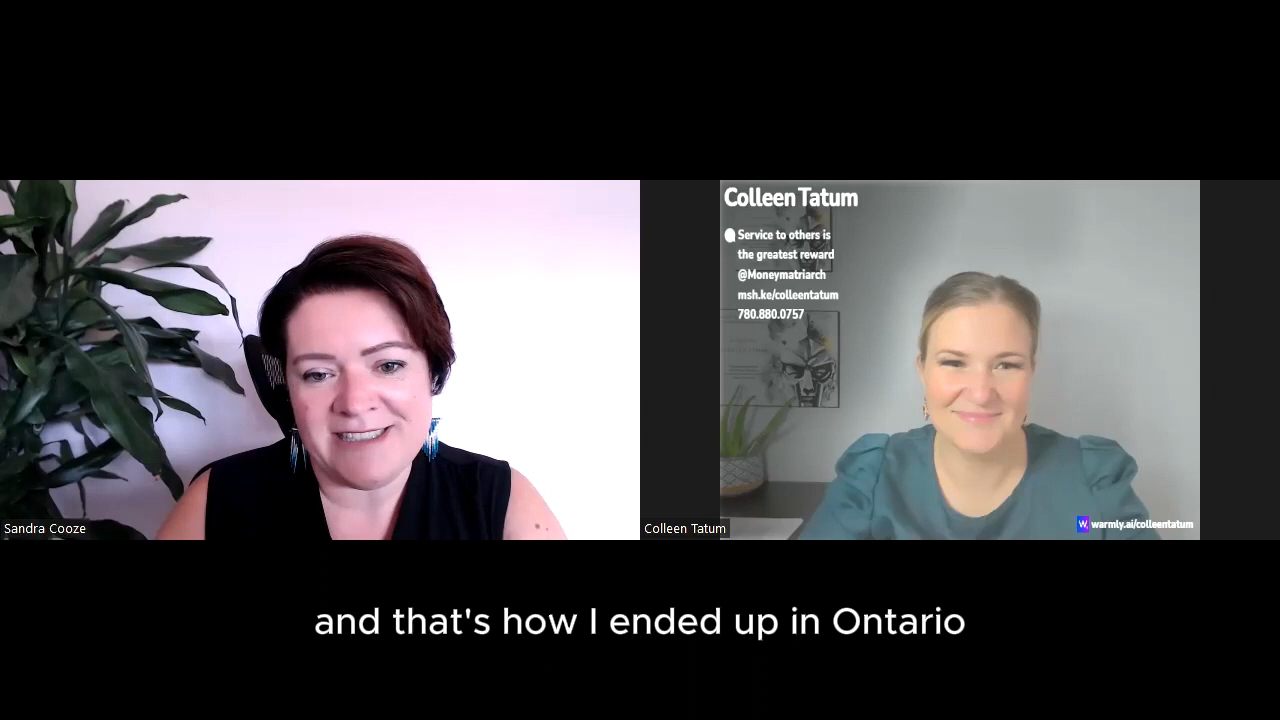 Colleen Tatum
Service to others is
the greatest reward
@Moneymatriarch
msh.ke/colleentatum
780.880.0757
Sandra Cooze
Colleen Tatum
W. warmly.ai/colleentatum
and that's how I ended up in Ontario